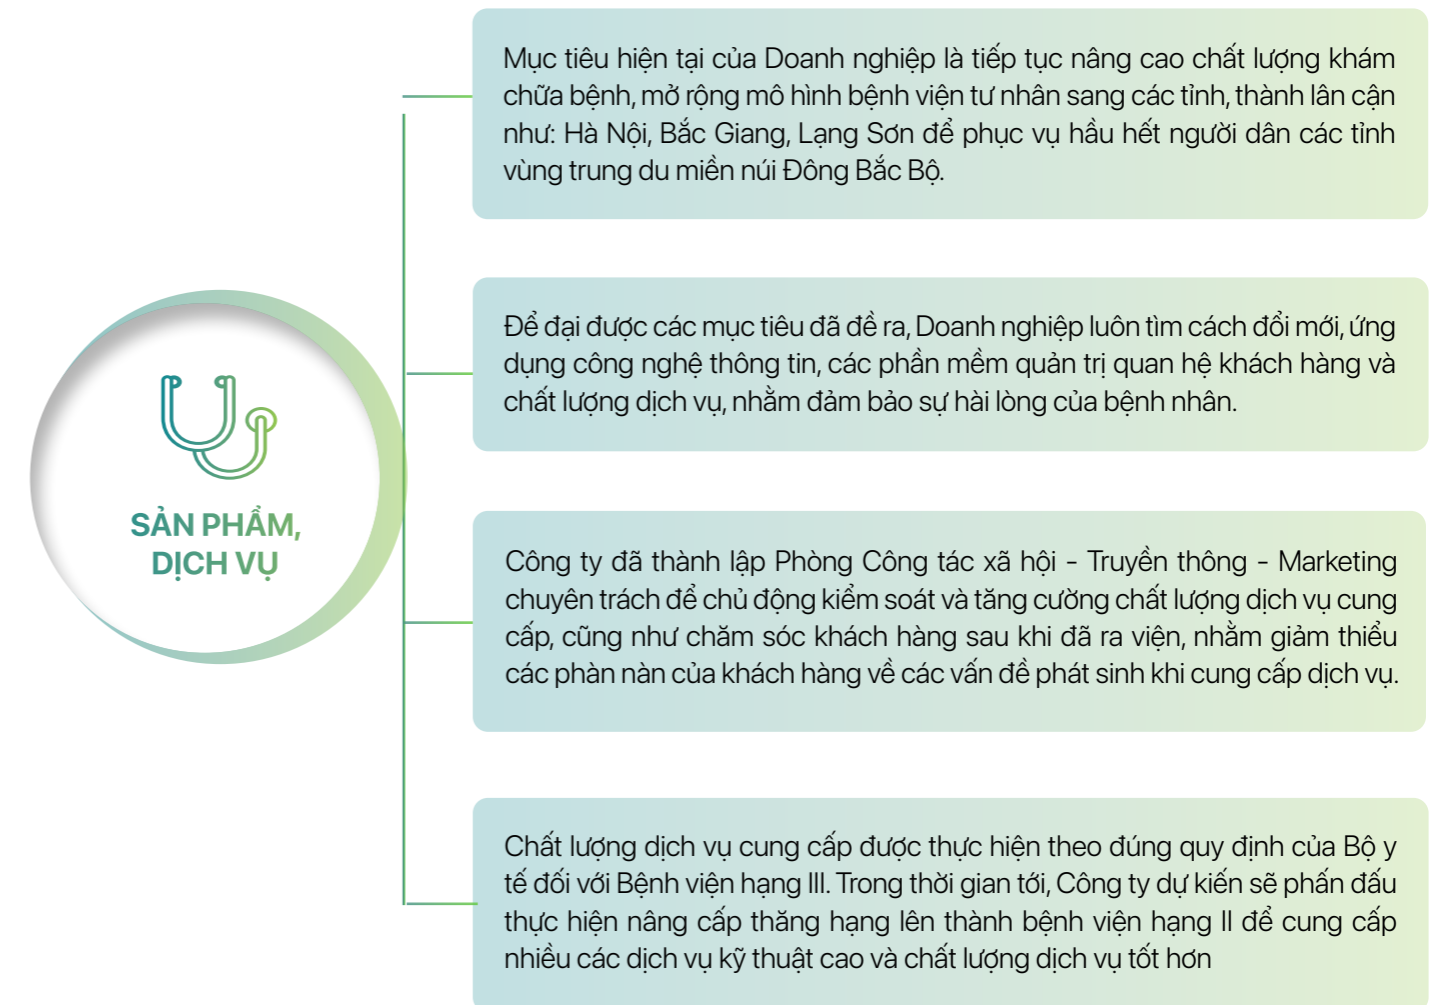 Mục tiêu hiện tại của Doanh nghiệp là tiếp tục nâng cao chất lượng khám
chữa bệnh, mở rộng mô hình bệnh viện tư nhân sang các tỉnh, thành lân cận
như: Hà Nội, Bắc Giang, Lạng Sơn để phục vụ hầu hết người dân các tỉnh
vùng trung du miền núi Đông Bắc Bộ.
Để đại được các mục tiêu đã đề ra, Doanh nghiệp luôn tìm cách đổi mới, ứng
dụng công nghệ thông tin, các phần mềm quản trị quan hệ khách hàng và
chất lượng dịch vụ, nhằm đảm bảo sự hài lòng của bệnh nhân.
SẢN PHẨM,
DỊCH VỤ
Công ty đã thành lập Phòng Công tác xã hội - Truyền thông - Marketing
chuyên trách để chủ động kiểm soát và tăng cường chất lượng dịch vụ cung
cấp, cũng như chăm sóc khách hàng sau khi đã ra viện, nhằm giảm thiểu
các phàn nàn của khách hàng về các vấn đề phát sinh khi cung cấp dịch vụ.
Chất lượng dịch vụ cung cấp được thực hiện theo đúng quy định của Bộ y
tế đối với Bệnh viện hạng III. Trong thời gian tới, Công ty dự kiến sẽ phấn đấu
thực hiện nâng cấp thăng hạng lên thành bệnh viện hạng II để cung cấp
nhiều các dịch vụ kỹ thuật cao và chất lượng dịch vụ tốt hơn